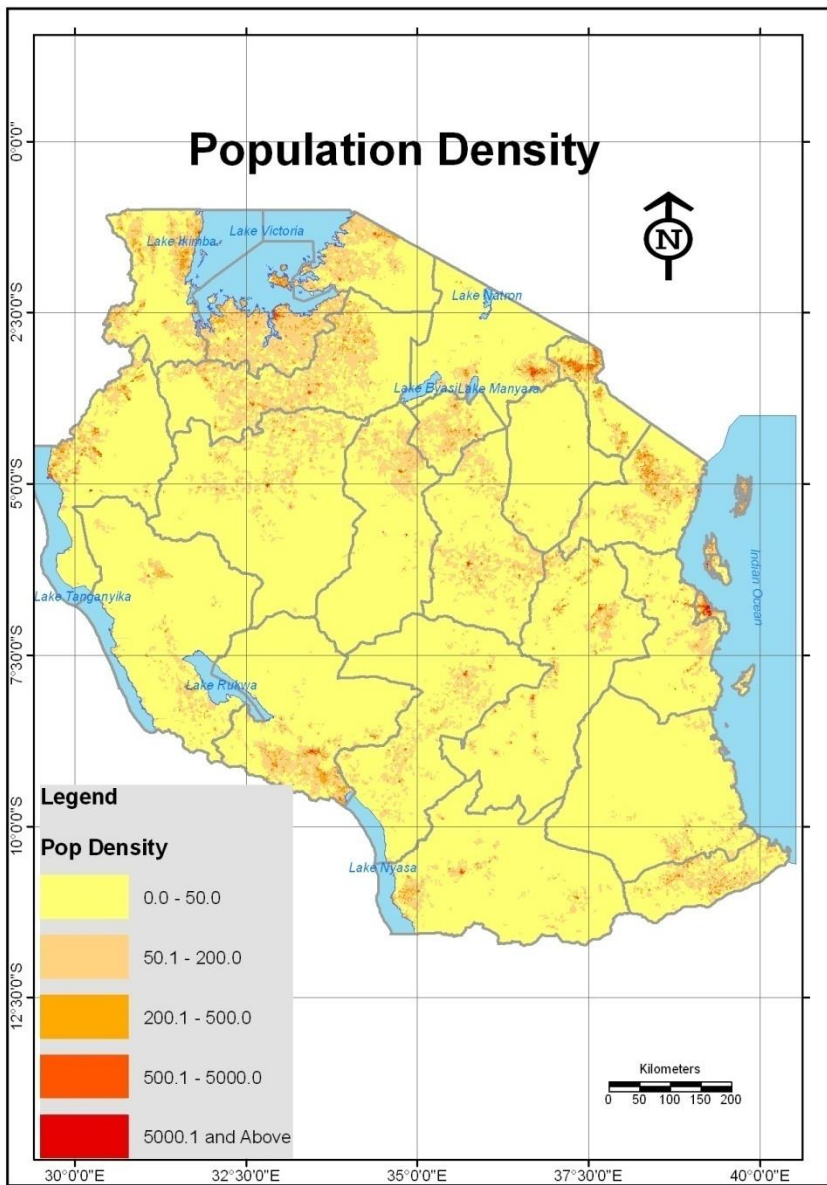 Population Density
N
Lake Ikimba
Lake Victoria
Lake Natron
Lake Byasi
Lake Manyara
Lake Tanganyika
Indian Ocean
Lake Rukwa
Lake Nyasa
Legend
Pop Density
0.0 - 50.0
50.1 - 200.0
200.1 - 500.0
500.1 - 5000.0
5000.1 and Above
Kilometers
0 50 100 150 200
0°0'0"
2°30'0"S
5°0'0"S
7°30'0"S
10°0'0"S
12°30'0"S
30°0'0"E
32°30'0"E
35°0'0"E
37°30'0"E
40°0'0"E